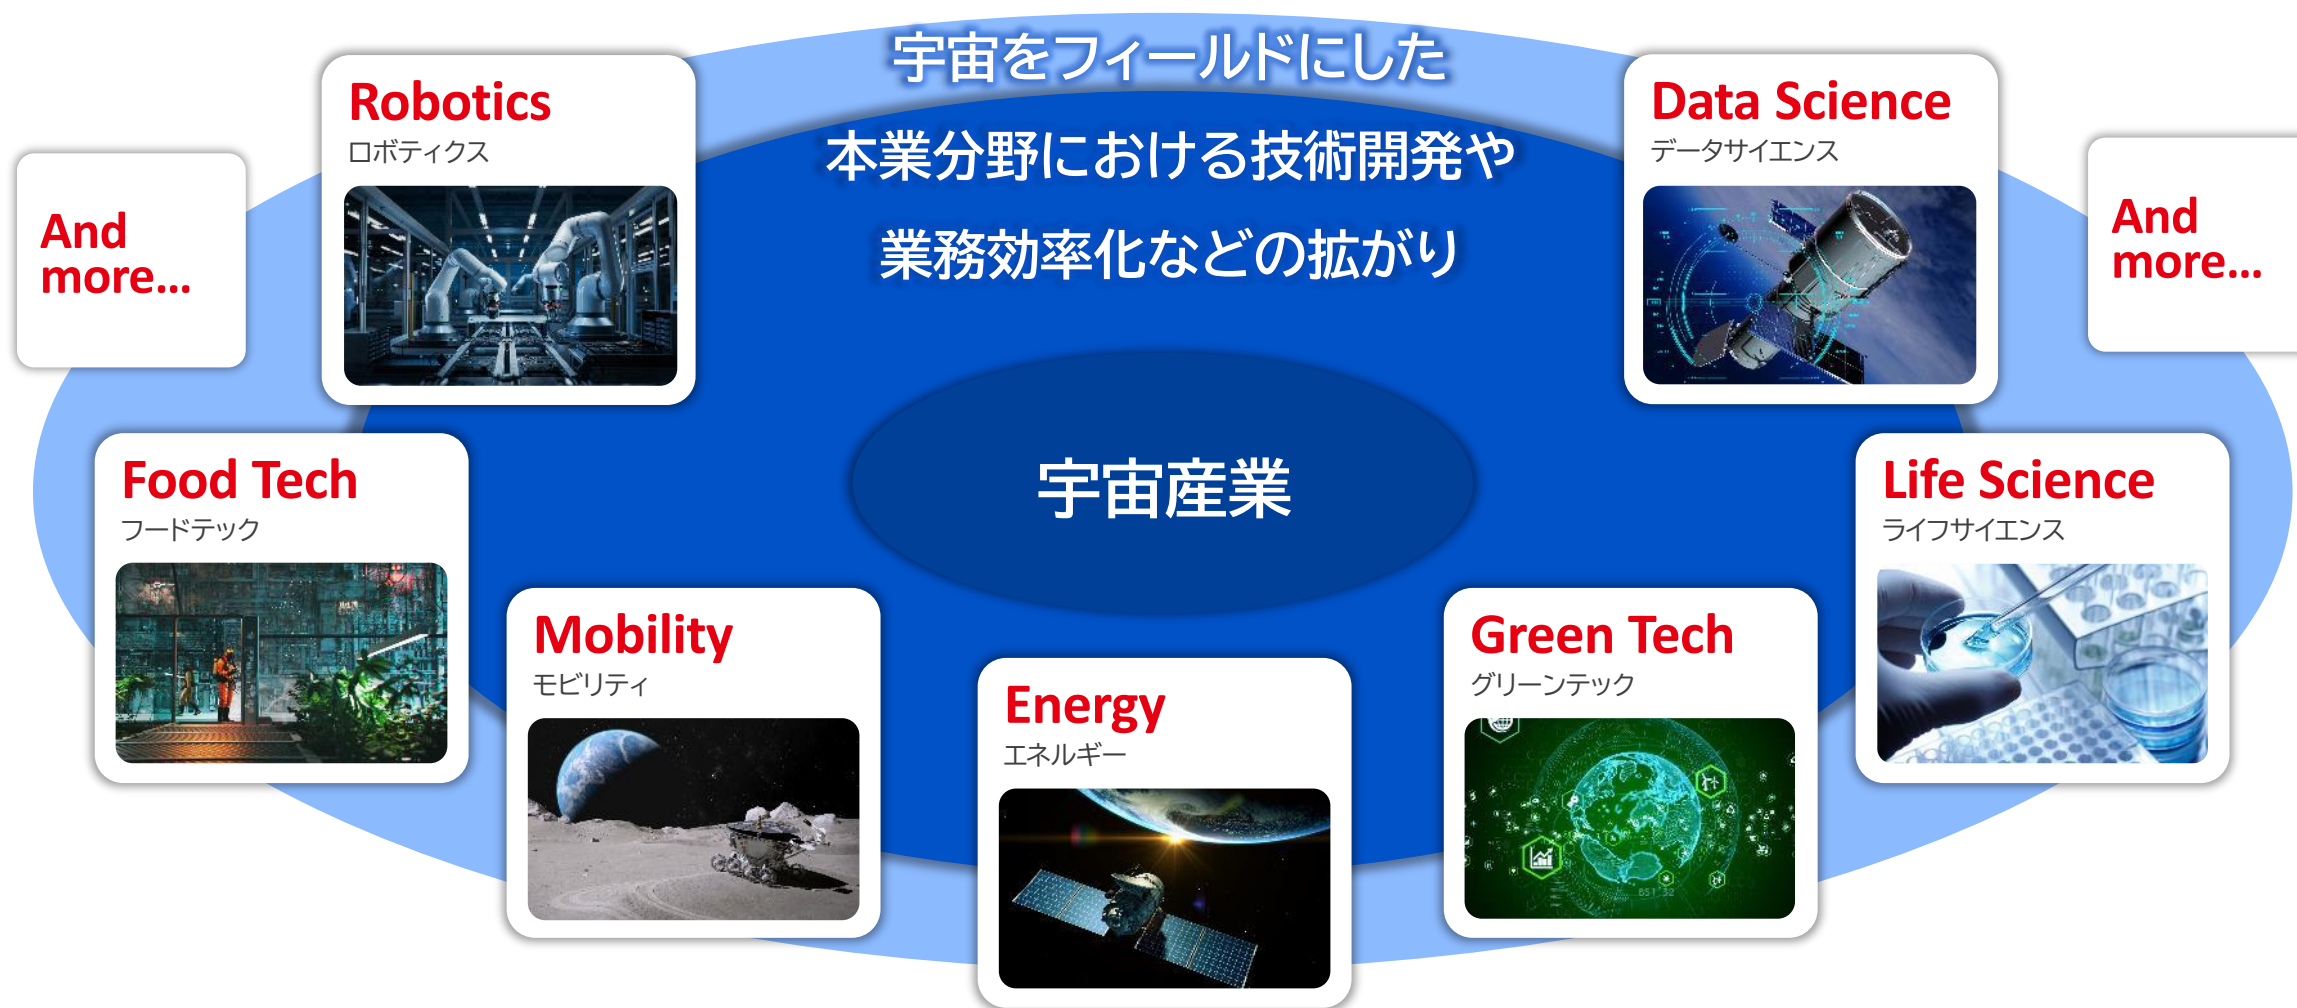 宇宙をフィールドにした
本業分野における技術開発や
業務効率化などの拡がり
宇宙産業
And
more...
Robotics
ロボティクス
Data Science
データサイエンス
And
more...
Food Tech
フードテック
Mobility
モビリティ
Energy
エネルギー
Green Tech
グリーンテック
Life Science
ライフサイエンス